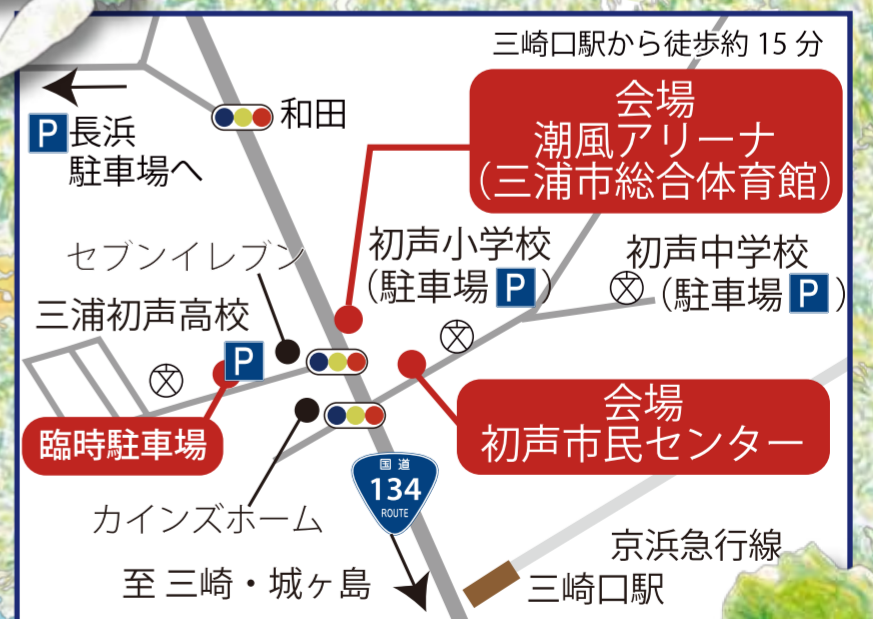 三崎口駅から徒歩約 15 分
和田
会場
潮風アリーナ
(三浦市総合体育館)
P 長浜
駐車場へ
セブンイレブン
初声小学校
(駐車場 P )
初声中学校
(駐車場 P )
三浦初声高校
P
文
文
文
臨時駐車場
会場
初声市民センター
カインズホーム
国道
134
ROUTE
至 三崎・城ヶ島
京浜急行線
三崎口駅